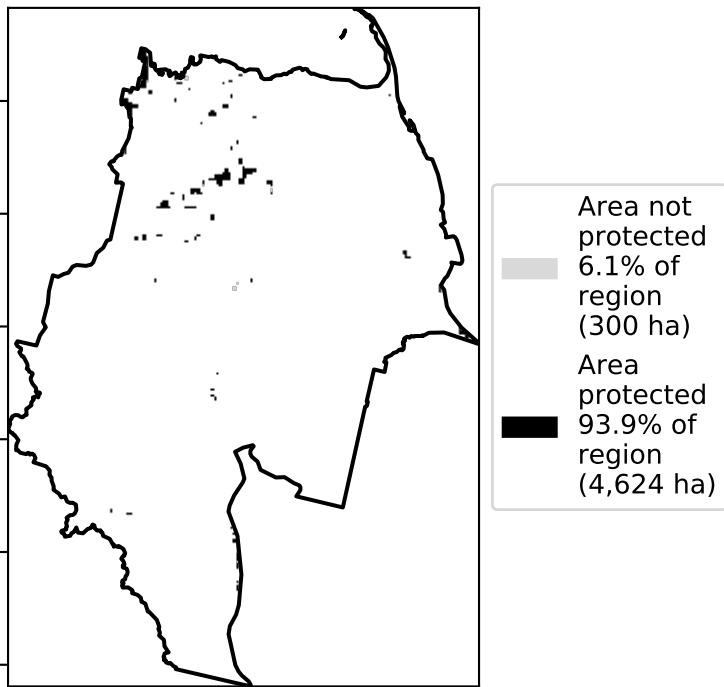 Area not
protected
6.1% of
region
(300 ha)
Area
protected
93.9% of
region
(4,624 ha)